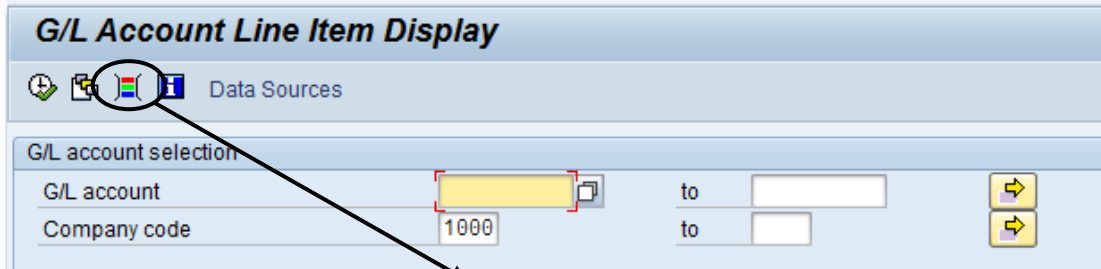 G/L Account Line Item Display
Data Sources
G/L account selection
G/L account to
Company code 1000 to